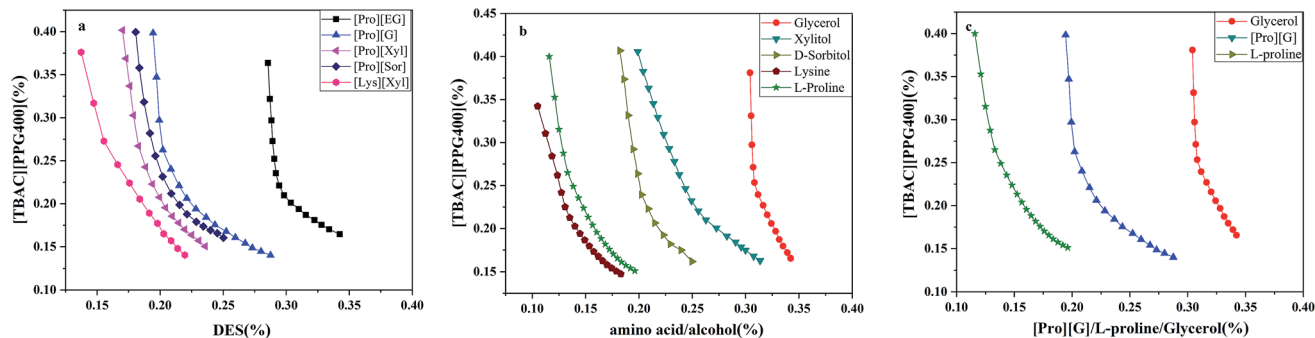 a
[Pro][EG]
[Pro][G]
[Pro][Xyl]
[Pro][Sor]
[Lys][Xyl]
[TBAC][PPG400](%)
0.40
0.35
0.30
0.25
0.20
0.15
0.10
0.15
0.20
0.25
0.30
0.35
0.40
DES(%)
b
Glycerol
Xylitol
D-Sorbitol
Lysine
L-Proline
[TBAC][PPG400](%)
0.45
0.40
0.35
0.30
0.25
0.20
0.15
0.10
0.15
0.20
0.25
0.30
0.35
0.40
amino acid/alcohol(%)
c
Glycerol
[Pro][G]
L-proline
[TBAC][PPG400](%)
0.40
0.35
0.30
0.25
0.20
0.15
0.10
0.10
0.15
0.20
0.25
0.30
0.35
0.40
[Pro][G]/L-proline/Glycerol(%)